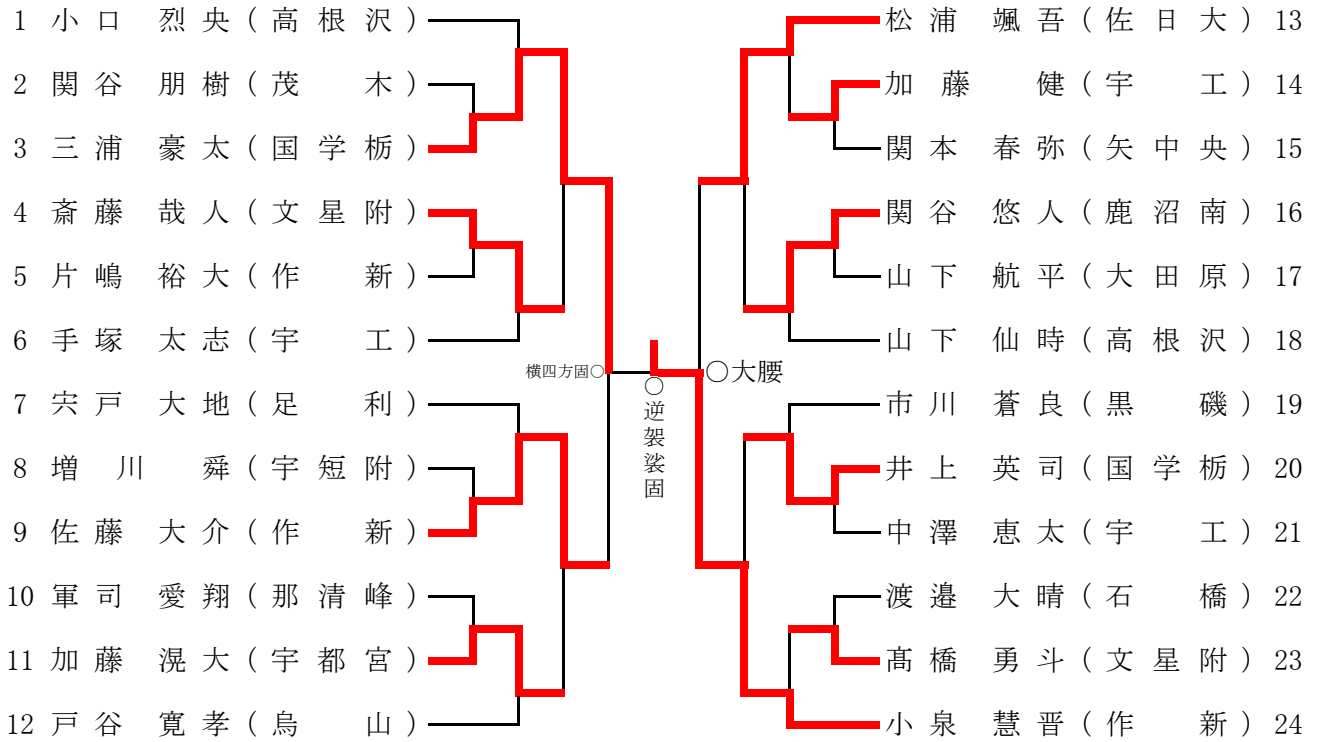 1 小口 烈央(高根沢)
2 関谷 朋樹(茂 木)
3 三浦 豪太(国学栃)
4 斎藤 哉人(文星附)
5 片嶋 裕大(作 新)
6 手塚 太志(宇 工)
7 宍戸 大地(足 利)
8 増川 舜(宇短附)
9 佐藤 大介(作 新)
10 軍司 愛翔(那清峰)
11 加藤 滉大(宇都宮)
12 戸谷 寛孝(烏 山)
横四方固○
○逆袈裟固
○大腰
松浦 颯吾(佐日大) 13
加藤 健(宇 工) 14
関本 春弥(矢中央) 15
関谷 悠人(鹿沼南) 16
山下 航平(大田原) 17
山下 仙時(高根沢) 18
市川 蒼良(黒 磯) 19
井上 英司(国学栃) 20
中澤 恵太(宇 工) 21
渡邉 大晴(石 橋) 22
髙橋 勇斗(文星附) 23
小泉 慧晋(作 新) 24